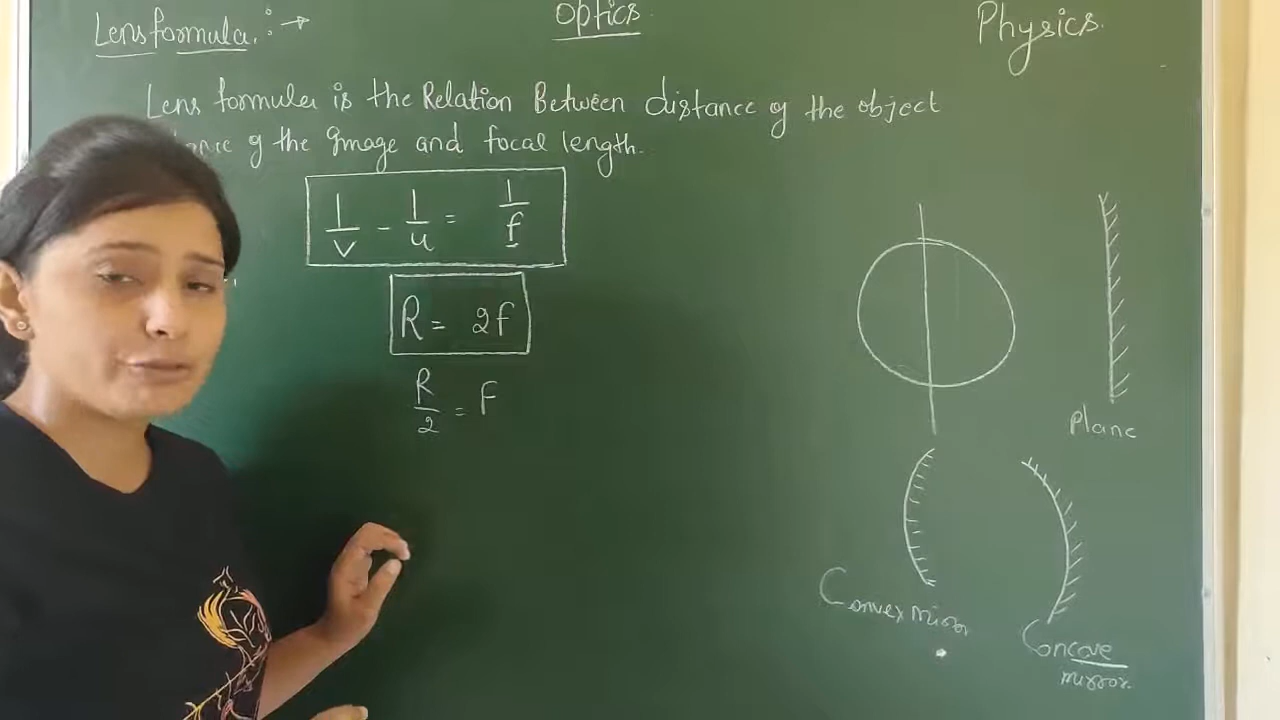 Lens formula :→
Optics
Physics.
Lens formula is the Relation Between distance of the object
of the Image and focal length.
1/v - 1/u = 1/f
R = 2f
R/2 = F
Plane
Convex mirror
Concave
mirror.